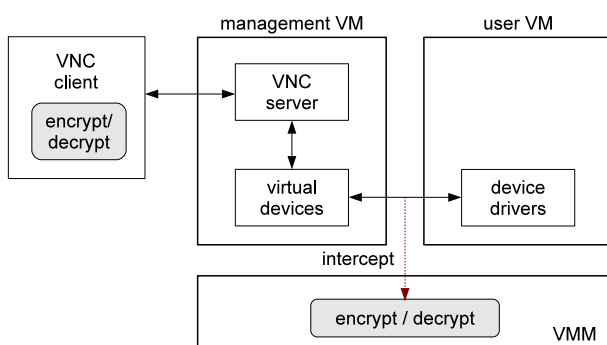 management VM
user VM
VNC
client
encrypt/
decrypt
VNC
server
virtual
devices
device
drivers
intercept
encrypt / decrypt
VMM